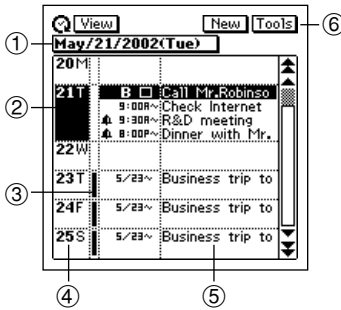 View New Tools ⑥
① May/21/2002(Tue)
20M
② 21T B Call Mr.Robinso
9:00A~ Check Internet
9:30A~ R&D meeting
8:00P~ Dinner with Mr.
22W
③ 23T 5/23~ Business trip to
24F 5/23~ Business trip to
25S 5/23~ Business trip to
④ ⑤